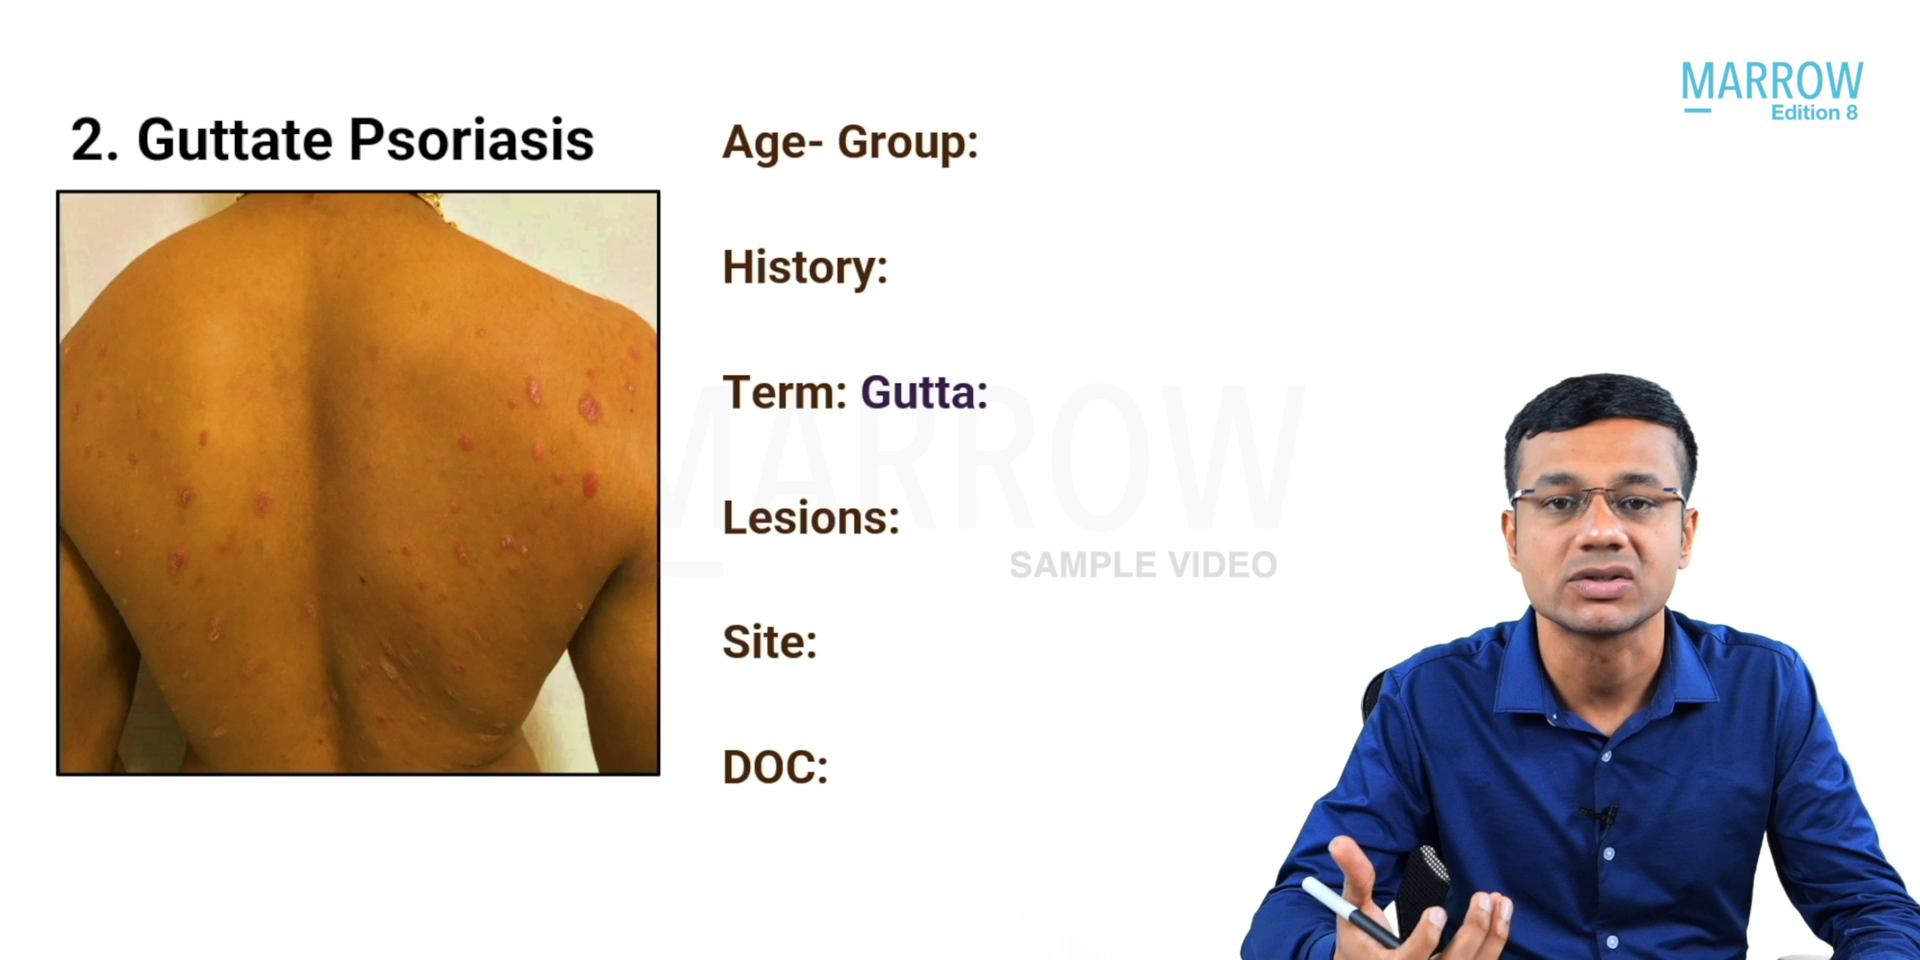 MARROW
Edition 8
2. Guttate Psoriasis
Age- Group:
History:
Term: Gutta:
Lesions:
Site:
DOC:
MARROW
SAMPLE VIDEO